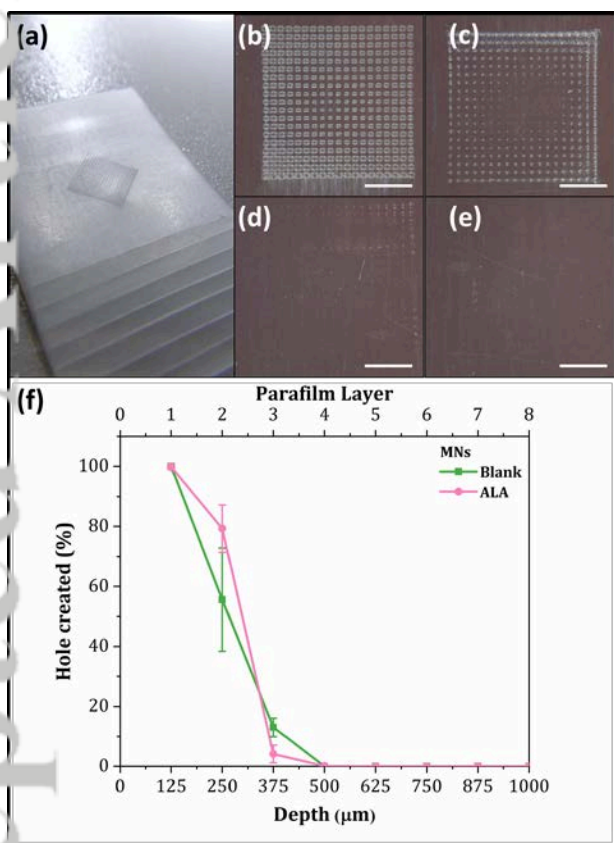 (a)
(b)
(c)
(d)
(e)
(f)
Parafilm Layer
0 1 2 3 4 5 6 7 8
MNs
Blank
ALA
100
80
60
40
20
0
Hole created (%)
0 125 250 375 500 625 750 875 1000
Depth (μm)